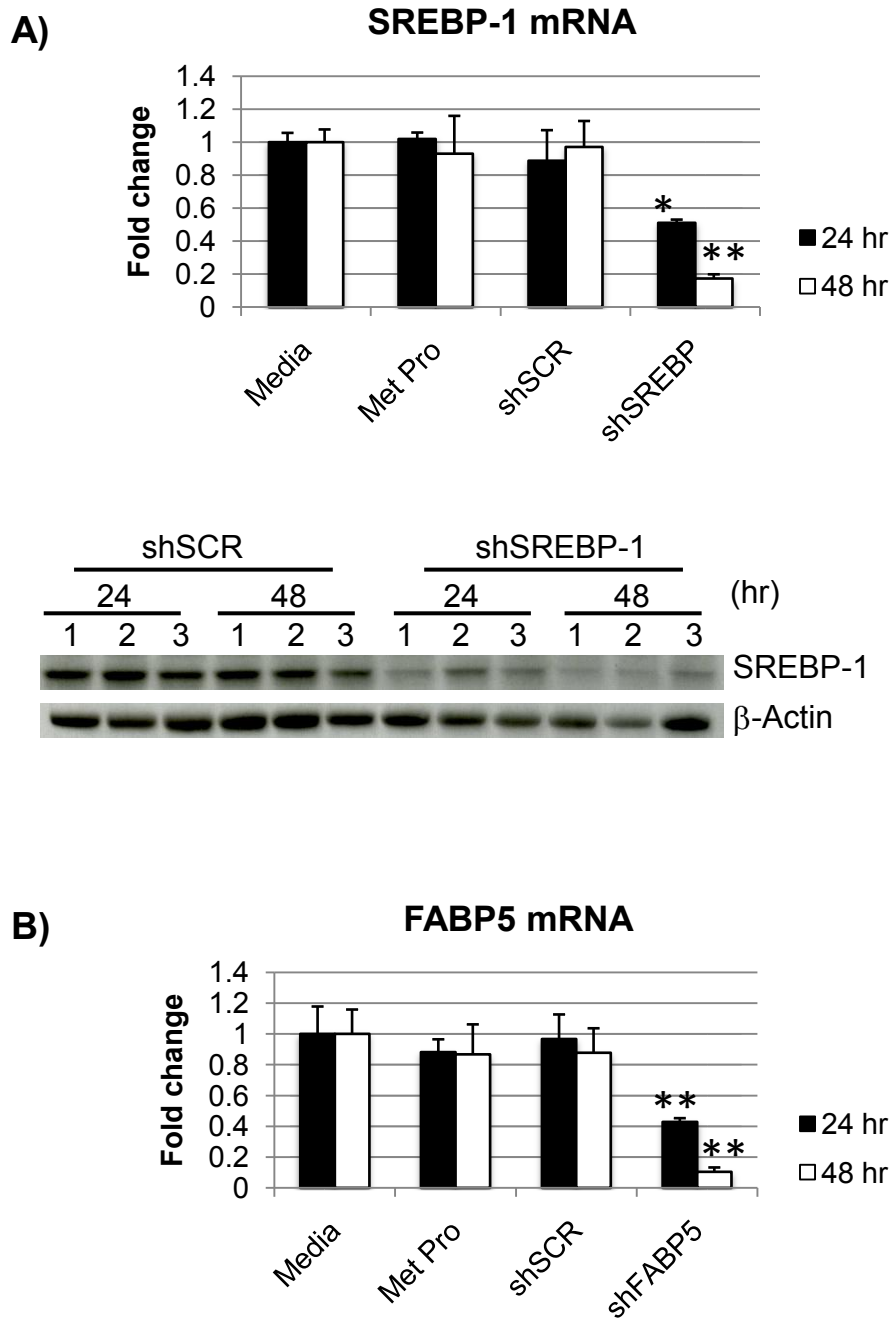 A)
SREBP-1 mRNA
Fold change
1.4
1.2
1
0.8
0.6
0.4
0.2
0
*
**
24 hr
48 hr
Media
Met Pro
shSCR
shSREBP
shSCR shSREBP-1
24 48 24 48 (hr)
1 2 3 1 2 3 1 2 3 1 2 3
SREBP-1
β-Actin
B)
FABP5 mRNA
Fold change
1.4
1.2
1
0.8
0.6
0.4
0.2
0
**
**
24 hr
48 hr
Media
Met Pro
shSCR
shFABP5